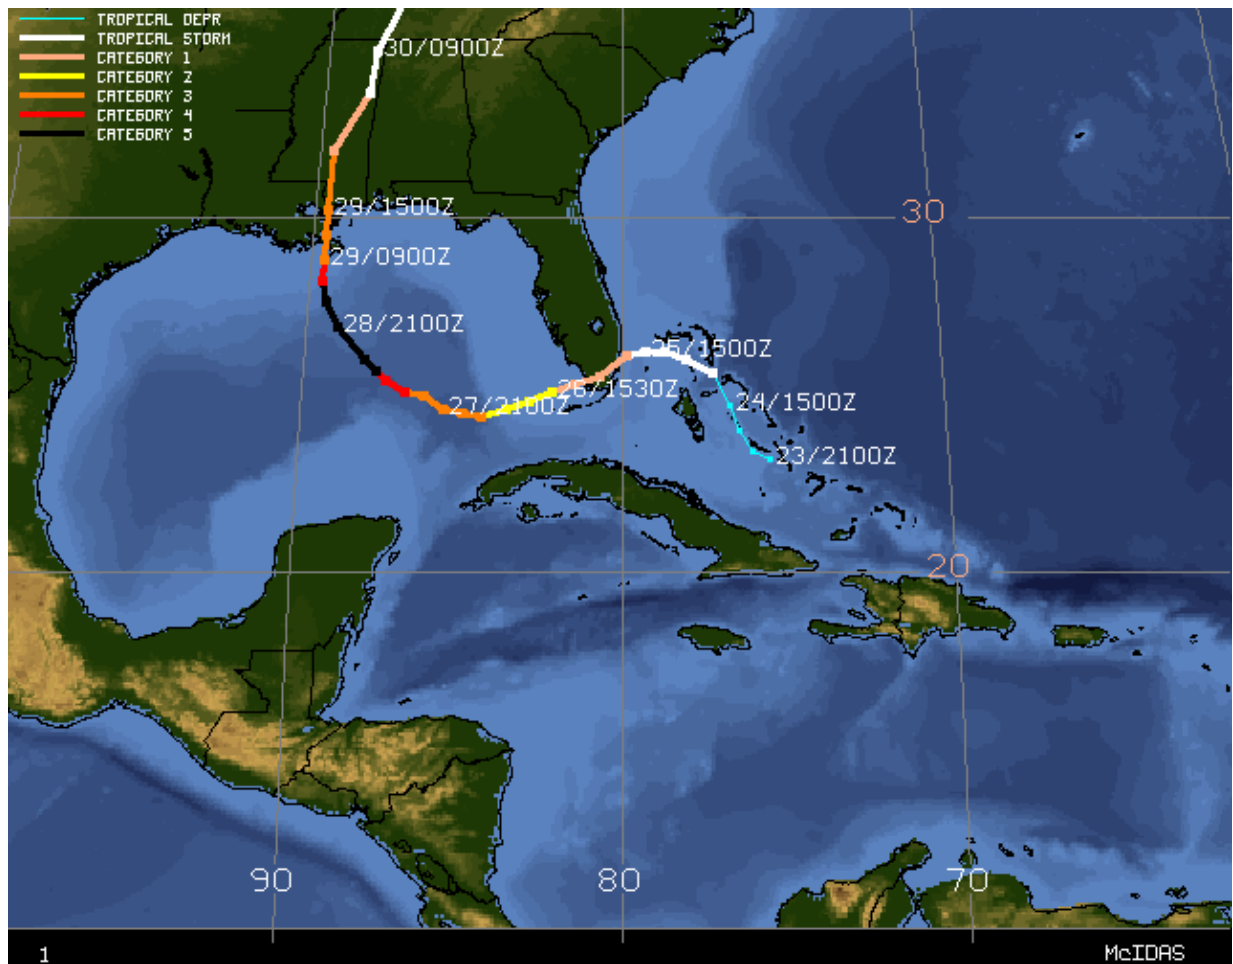 TROPICAL DEPR
TROPICAL STORM
CATEGORY 1
CATEGORY 2
CATEGORY 3
CATEGORY 4
CATEGORY 5
30/0900Z
29/1500Z
30
29/0900Z
28/2100Z
25/1500Z
26/1530Z
27/2100Z
24/1500Z
23/2100Z
20
90
80
70
1
McIDAS